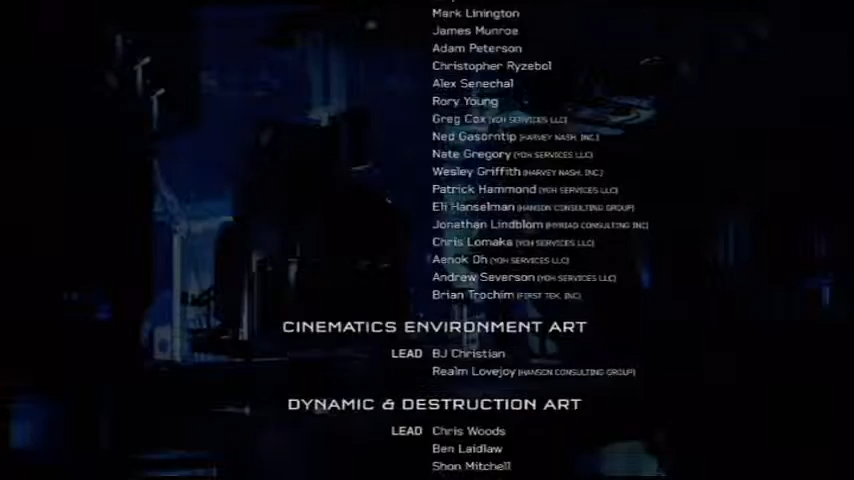 Mark Linington
James Munroe
Adam Peterson
Christopher Ryzebol
Alex Senechal
Rory Young
Greg Cox (YOH SERVICES LLC)
Ned Gasorntip (HARVEY NASH, INC.)
Nate Gregory (YOH SERVICES LLC)
Wesley Griffith (HARVEY NASH, INC.)
Patrick Hammond (YOH SERVICES LLC)
Eli Hanselman (HANSON CONSULTING GROUP)
Jonathan Lindblom (MYRIAD CONSULTING INC)
Chris Lomaka (YOH SERVICES LLC)
Aenok Oh (YOH SERVICES LLC)
Andrew Severson (YOH SERVICES LLC)
Brian Trochim (FIRST TEK, INC)
CINEMATICS ENVIRONMENT ART
LEAD BJ Christian
Realm Lovejoy (HANSON CONSULTING GROUP)
DYNAMIC & DESTRUCTION ART
LEAD Chris Woods
Ben Laidlaw
Shon Mitchell